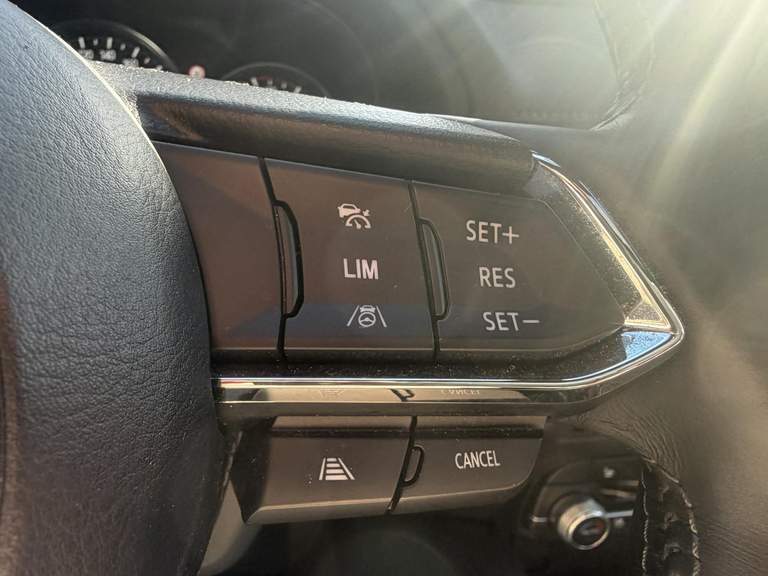 SET+
LIM
RES
SET-
CANCEL